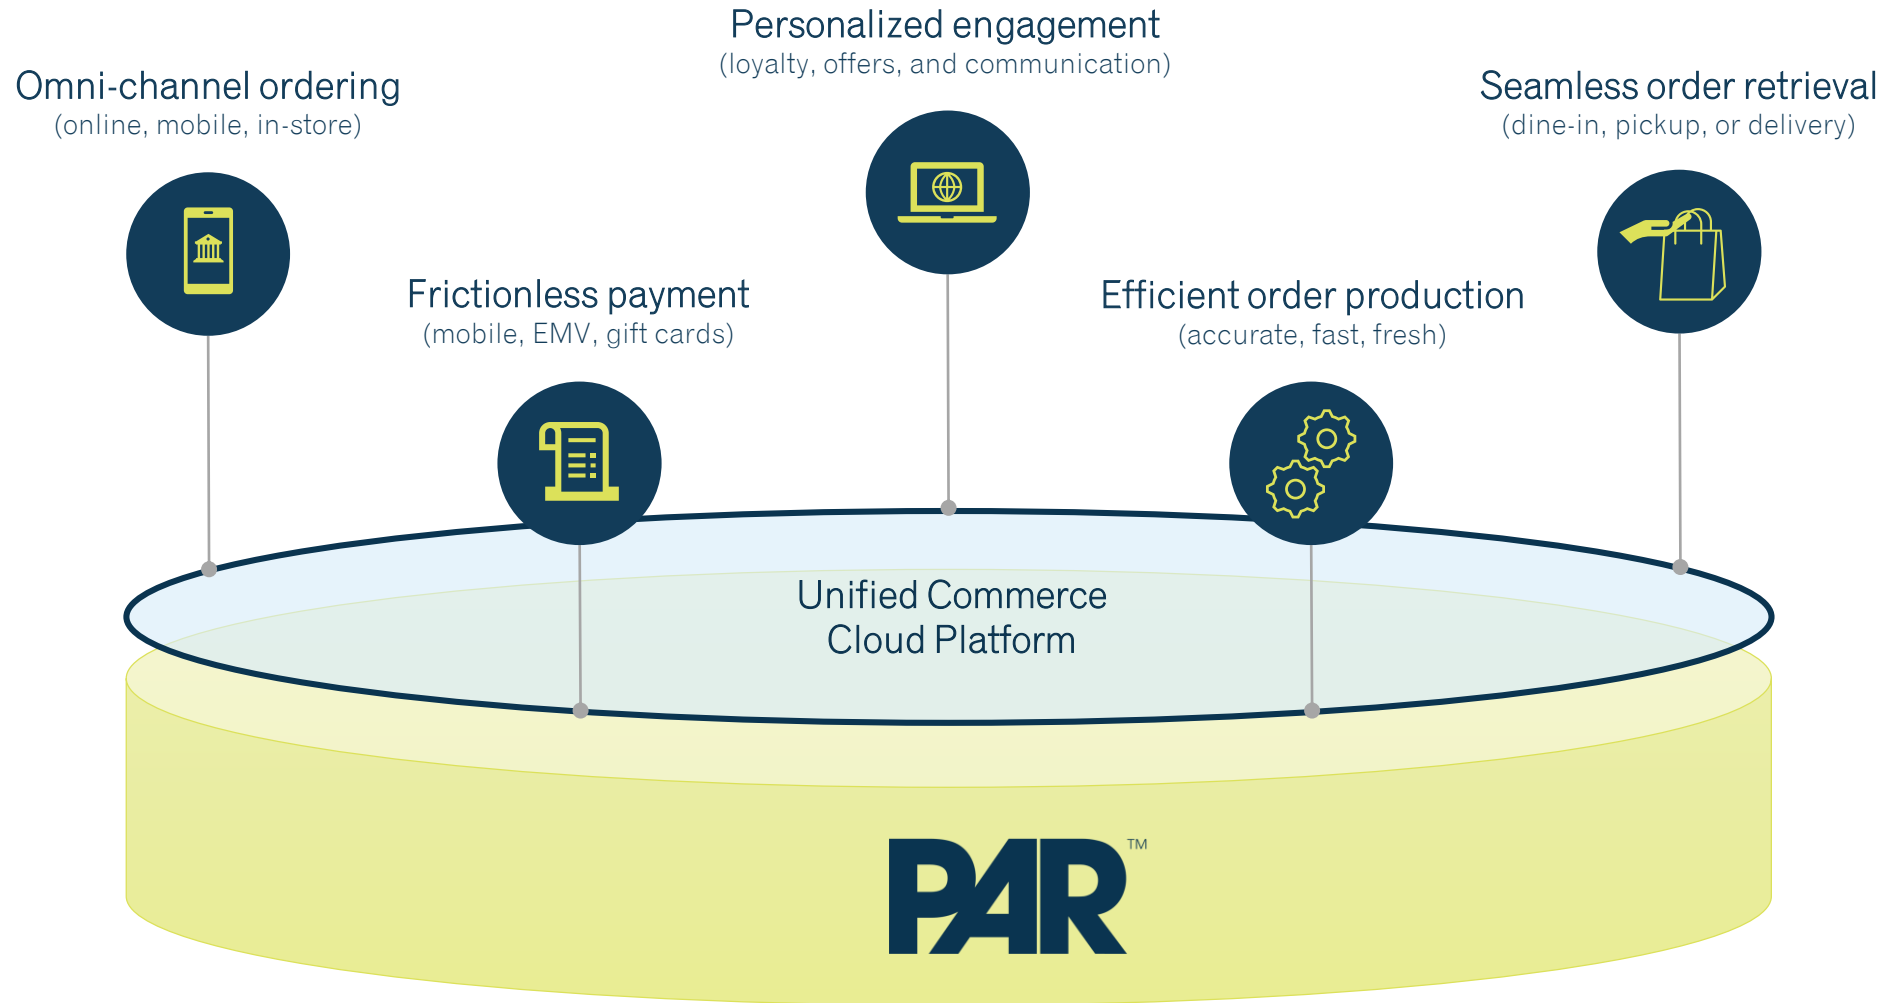 Personalized engagement
(loyalty, offers, and communication)
Omni-channel ordering
(online, mobile, in-store)
Seamless order retrieval
(dine-in, pickup, or delivery)
Frictionless payment
(mobile, EMV, gift cards)
Efficient order production
(accurate, fast, fresh)
Unified Commerce
Cloud Platform
PAR™